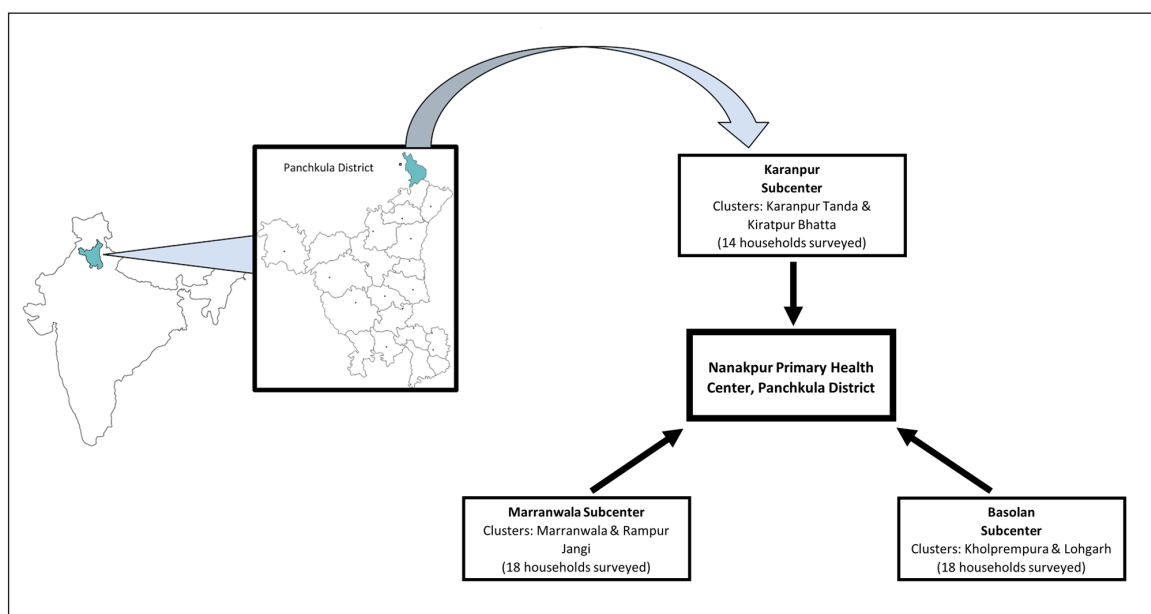 Panchkula District
Karanpur
Subcenter
Clusters: Karanpur Tanda &
Kiratpur Bhatta
(14 households surveyed)
Nanakpur Primary Health
Center, Panchkula District
Marranwala Subcenter
Clusters: Marranwala & Rampur
Jangi
(18 households surveyed)
Basolan
Subcenter
Clusters: Kholprempura & Lohgarh
(18 households surveyed)